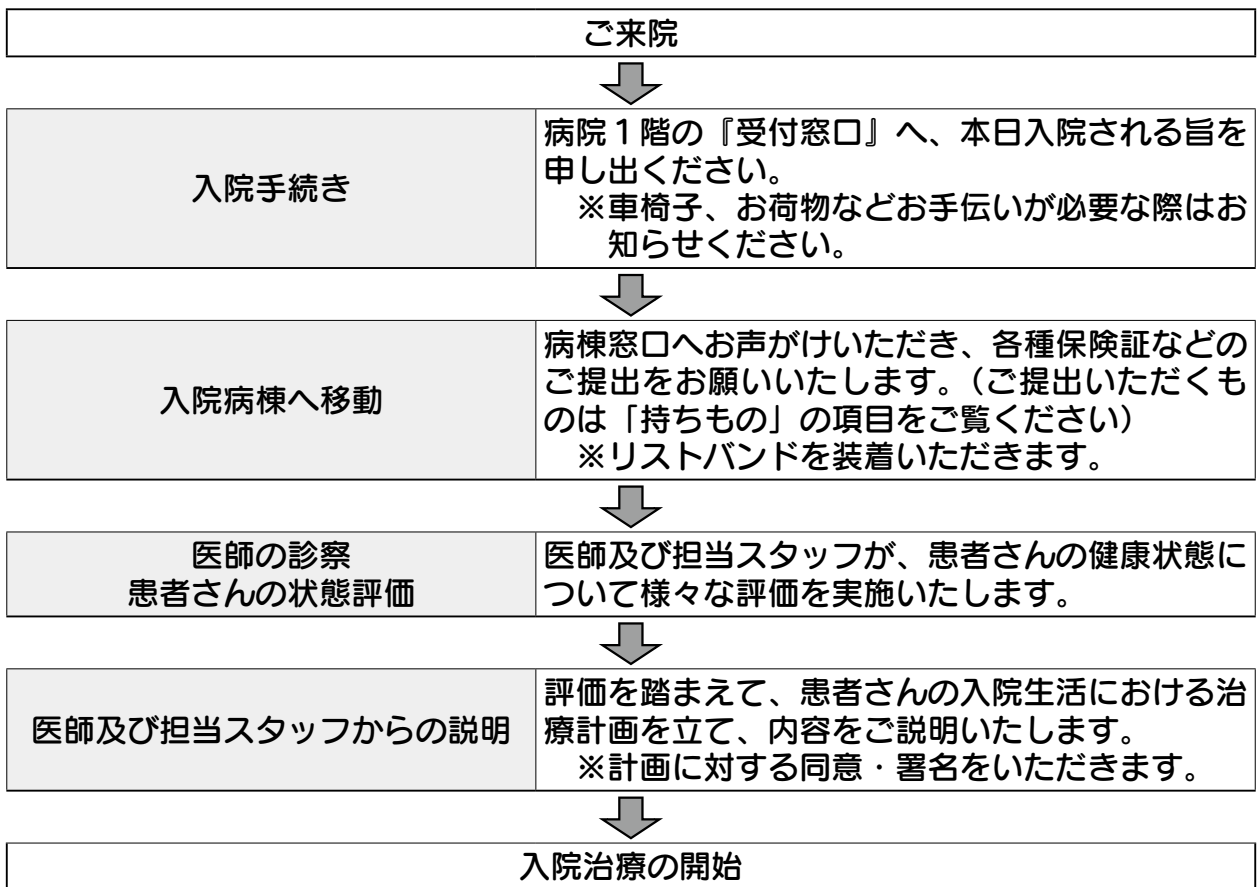 ご来院
入院手続き
病院1階の『受付窓口』へ、本日入院される旨を
申し出ください。
※車椅子、お荷物などお手伝いが必要な際はお
知らせください。
入院病棟へ移動
病棟窓口へお声がけいただき、各種保険証などの
ご提出をお願いいたします。（ご提出いただくも
のは「持ちもの」の項目をご覧ください）
※リストバンドを装着いただきます。
医師の診察
患者さんの状態評価
医師及び担当スタッフが、患者さんの健康状態に
ついて様々な評価を実施いたします。
医師及び担当スタッフからの説明
評価を踏まえて、患者さんの入院生活における治
療計画を立て、内容をご説明いたします。
※計画に対する同意・署名をいただきます。
入院治療の開始